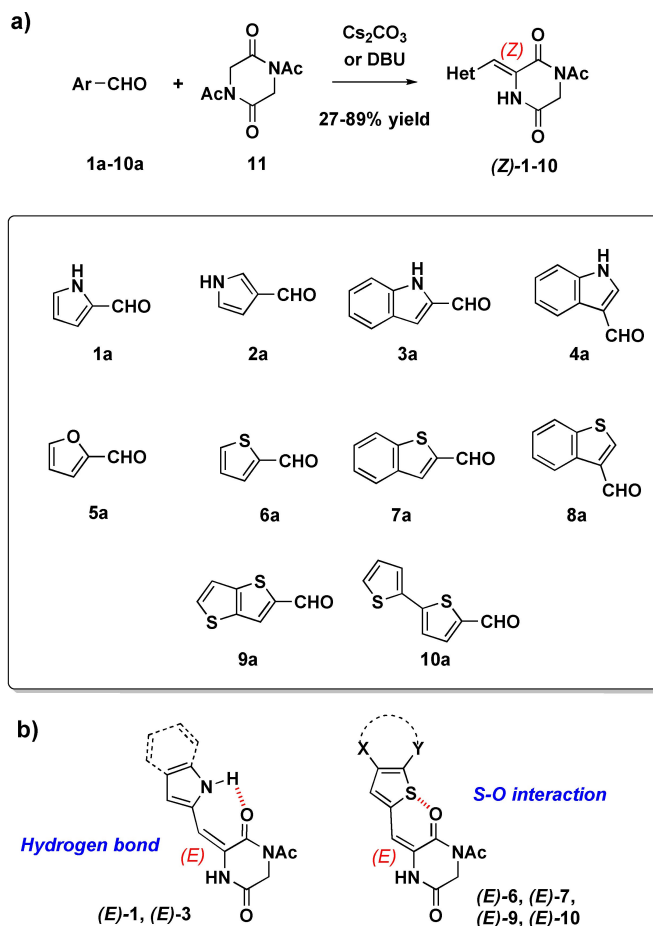 a)
Ar–CHO
+
O
NAc
AcN
O
Cs₂CO₃
or DBU
27-89% yield
Het
(Z)
O
NAc
HN
O
1a-10a
11
(Z)-1-10
H
N
CHO
1a
HN
CHO
2a
H
N
CHO
3a
H
N
CHO
4a
O
CHO
5a
S
CHO
6a
S
CHO
7a
S
CHO
8a
S
S
CHO
9a
S
S
CHO
10a
b)
N
H
O
Hydrogen bond
(E)
NAc
HN
O
(E)-1, (E)-3
X
Y
S
O
S-O interaction
(E)
NAc
HN
O
(E)-6, (E)-7,
(E)-9, (E)-10